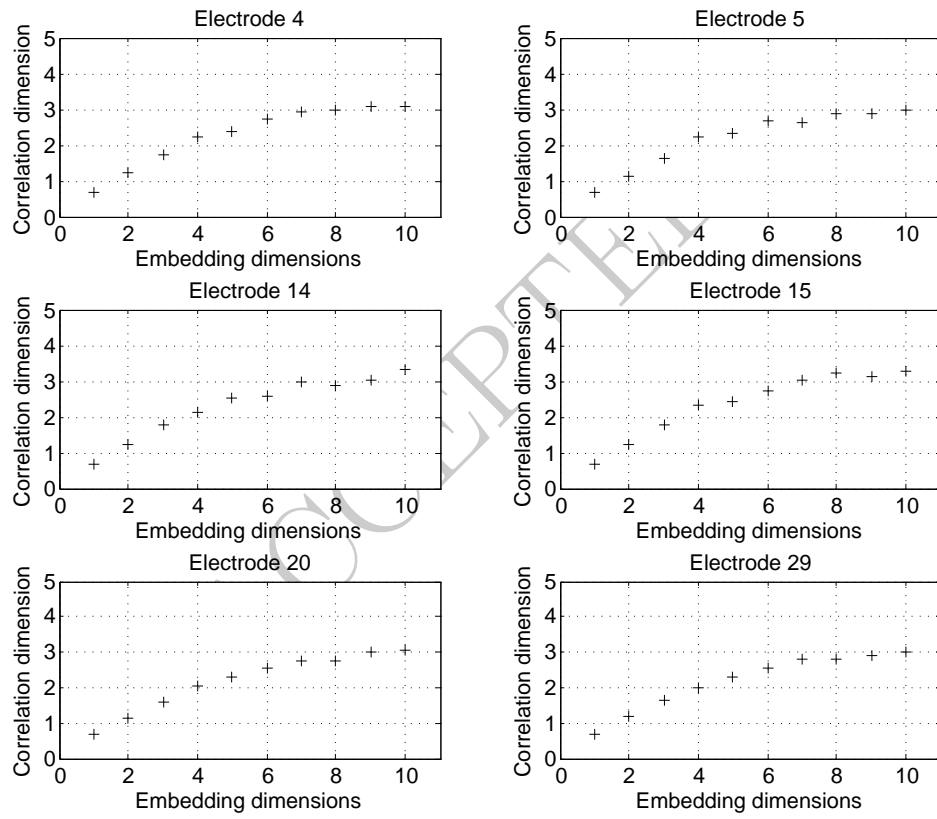 Electrode 4
Correlation dimension
5
4
3
2
1
0
0 2 4 6 8 10
Embedding dimensions
Electrode 5
Correlation dimension
5
4
3
2
1
0
0 2 4 6 8 10
Embedding dimensions
Electrode 14
Correlation dimension
5
4
3
2
1
0
0 2 4 6 8 10
Embedding dimensions
Electrode 15
Correlation dimension
5
4
3
2
1
0
0 2 4 6 8 10
Embedding dimensions
Electrode 20
Correlation dimension
5
4
3
2
1
0
0 2 4 6 8 10
Embedding dimensions
Electrode 29
Correlation dimension
5
4
3
2
1
0
0 2 4 6 8 10
Embedding dimensions